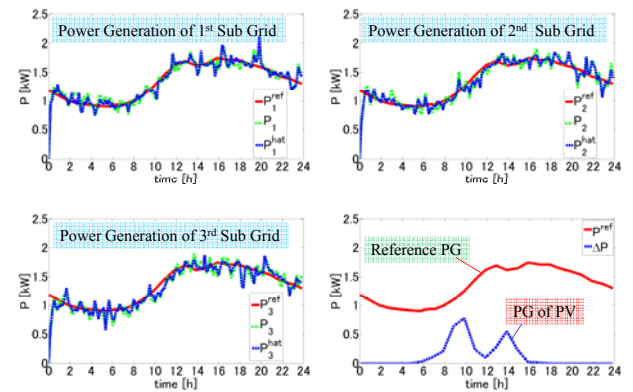 Power Generation of 1st Sub Grid
P [kW]
2.5
2
1.5
1
0.5
0
P1ref
P1
P1hat
0 2 4 6 8 10 12 14 16 18 20 22 24
time [h]
Power Generation of 2nd Sub Grid
P [kW]
2.5
2
1.5
1
0.5
0
P2ref
P2
P2hat
0 2 4 6 8 10 12 14 16 18 20 22 24
time [h]
Power Generation of 3rd Sub Grid
P [kW]
2.5
2
1.5
1
0.5
0
P3ref
P3
P3hat
0 2 4 6 8 10 12 14 16 18 20 22 24
time [h]
P [kW]
2.5
2
1.5
1
0.5
0
Pref
ΔP
Reference PG
PG of PV
0 2 4 6 8 10 12 14 16 18 20 22 24
time [h]